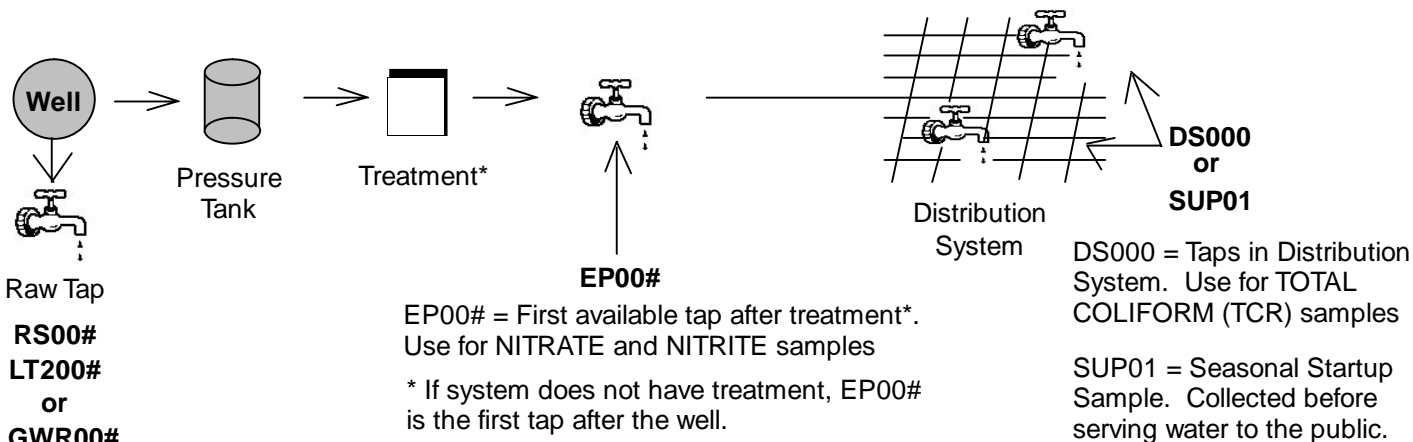 Well
Pressure
Tank
Treatment*
Raw Tap
RS00#
LT200#
or
GWR00#
EP00#
EP00# = First available tap after treatment*.
Use for NITRATE and NITRITE samples
* If system does not have treatment, EP00#
is the first tap after the well.
Distribution
System
DS000
or
SUP01
DS000 = Taps in Distribution
System. Use for TOTAL
COLIFORM (TCR) samples
SUP01 = Seasonal Startup
Sample. Collected before
serving water to the public.